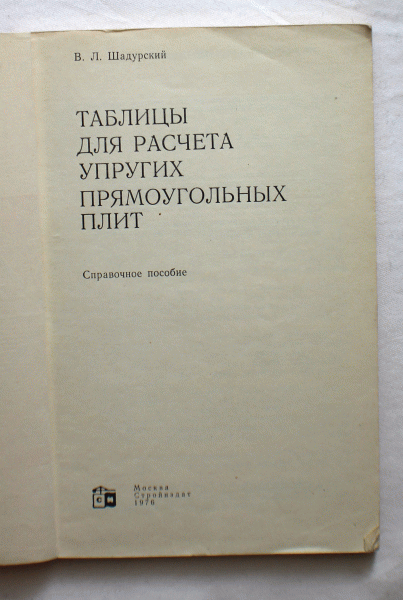 В. Л. Шадурский
ТАБЛИЦЫ
ДЛЯ РАСЧЕТА
УПРУГИХ
ПРЯМОУГОЛЬНЫХ
ПЛИТ
Справочное пособие
Москва
Стройиздат
1976